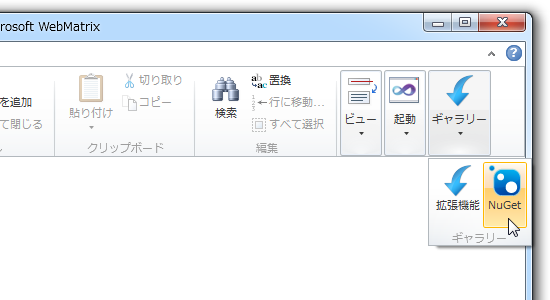 rosoft WebMatrix
を追加
て閉じる
貼り付け
切り取り
コピー
クリップボード
検索
置換
行に移動...
すべて選択
編集
ビュー
起動
ギャラリー
拡張機能
NuGet
ギャラリー